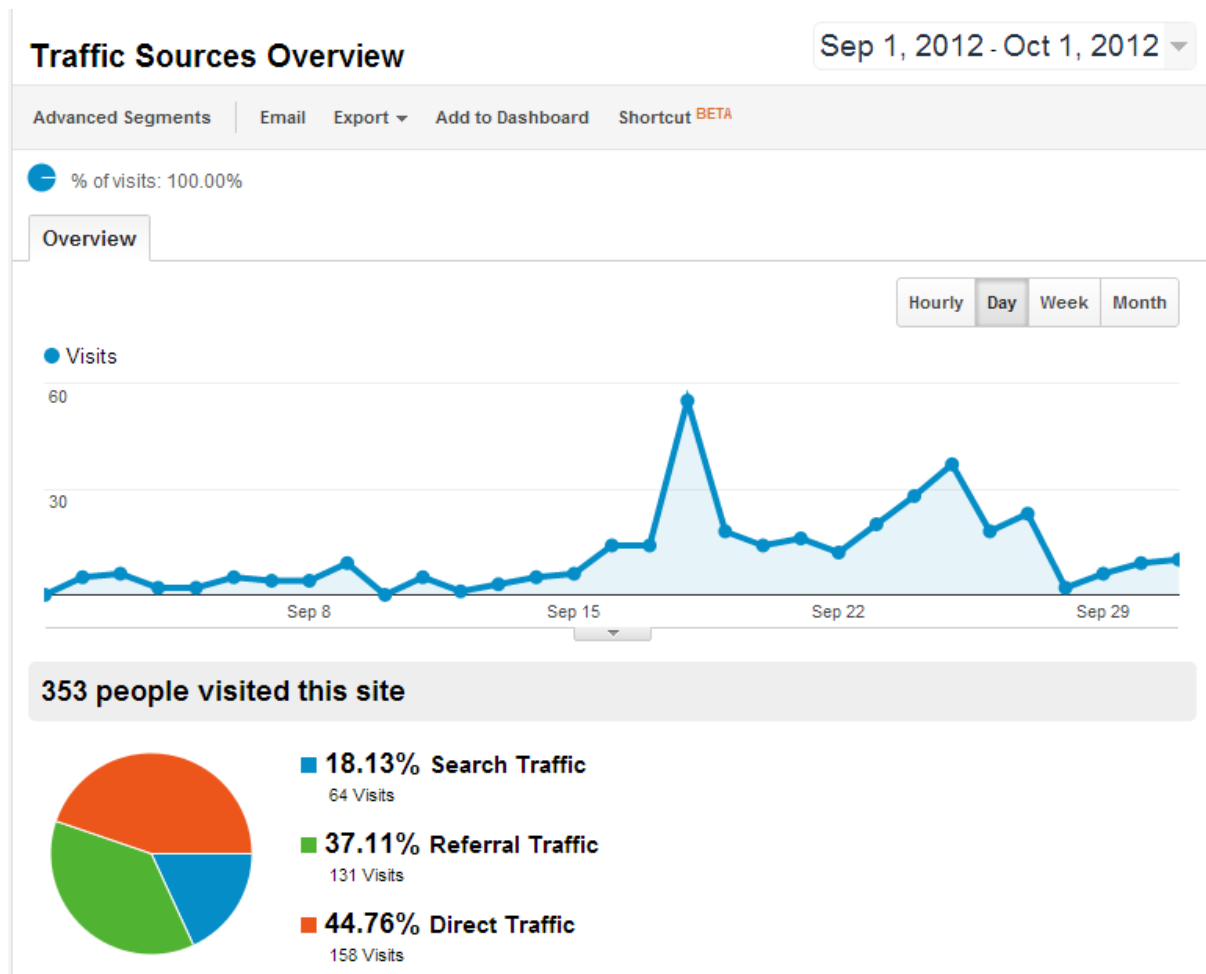 Traffic Sources Overview
Sep 1, 2012 - Oct 1, 2012
Advanced Segments Email Export Add to Dashboard Shortcut BETA
% of visits: 100.00%
Overview
Hourly Day Week Month
Visits
60
30
Sep 8 Sep 15 Sep 22 Sep 29
353 people visited this site
18.13% Search Traffic
64 Visits
37.11% Referral Traffic
131 Visits
44.76% Direct Traffic
158 Visits